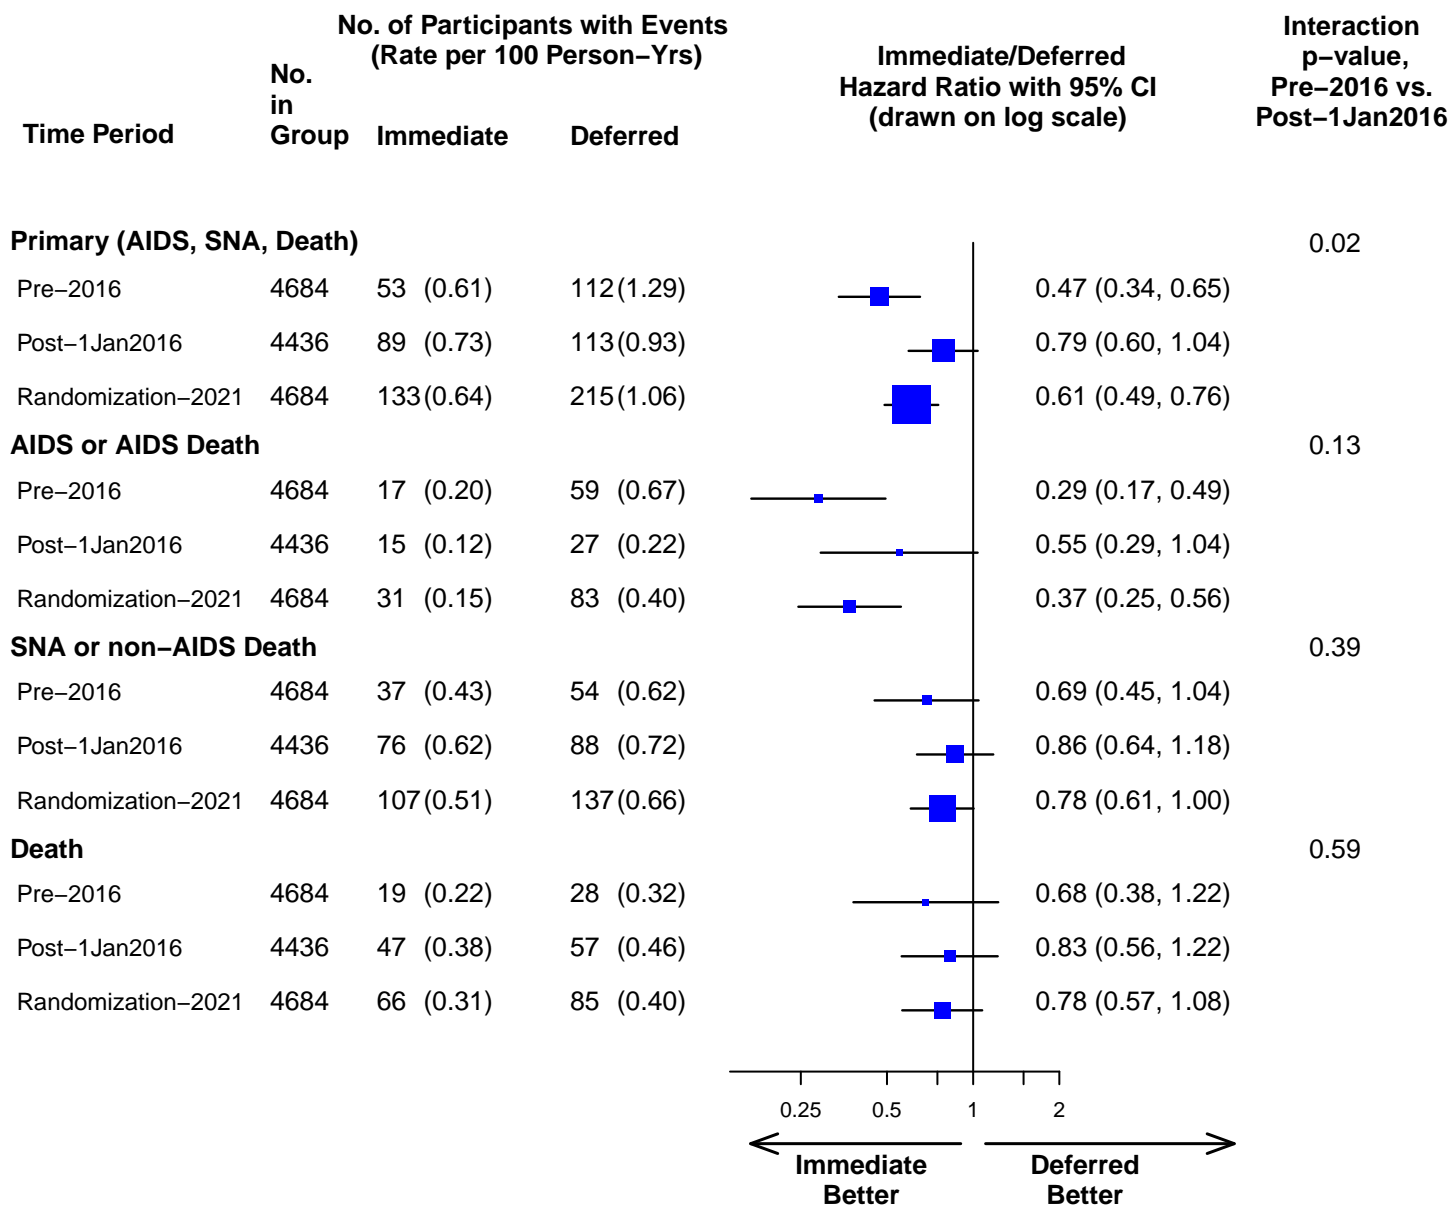 No. of Participants with Events
(Rate per 100 Person−Yrs)
Interaction
p−value,
Pre−2016 vs.
Post−1Jan2016
Immediate/Deferred
Hazard Ratio with 95% CI
(drawn on log scale)
No.
in
Group
Time Period
Immediate
Deferred
Primary (AIDS, SNA, Death) 0.02
Pre−2016 4684 53 (0.61) 112 (1.29) 0.47 (0.34, 0.65)
Post−1Jan2016 4436 89 (0.73) 113 (0.93) 0.79 (0.60, 1.04)
Randomization−2021 4684 133 (0.64) 215 (1.06) 0.61 (0.49, 0.76)
AIDS or AIDS Death 0.13
Pre−2016 4684 17 (0.20) 59 (0.67) 0.29 (0.17, 0.49)
Post−1Jan2016 4436 15 (0.12) 27 (0.22) 0.55 (0.29, 1.04)
Randomization−2021 4684 31 (0.15) 83 (0.40) 0.37 (0.25, 0.56)
SNA or non−AIDS Death 0.39
Pre−2016 4684 37 (0.43) 54 (0.62) 0.69 (0.45, 1.04)
Post−1Jan2016 4436 76 (0.62) 88 (0.72) 0.86 (0.64, 1.18)
Randomization−2021 4684 107 (0.51) 137 (0.66) 0.78 (0.61, 1.00)
Death 0.59
Pre−2016 4684 19 (0.22) 28 (0.32) 0.68 (0.38, 1.22)
Post−1Jan2016 4436 47 (0.38) 57 (0.46) 0.83 (0.56, 1.22)
Randomization−2021 4684 66 (0.31) 85 (0.40) 0.78 (0.57, 1.08)
0.25 0.5 1 2
Immediate
Better
Deferred
Better